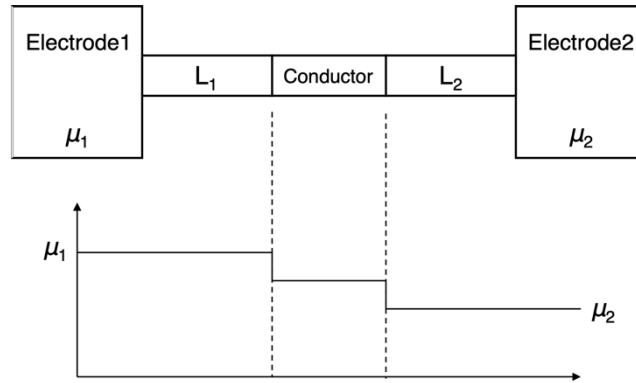 Electrode1
Electrode2
L₁
Conductor
L₂
μ₁
μ₂
μ₁
μ₂